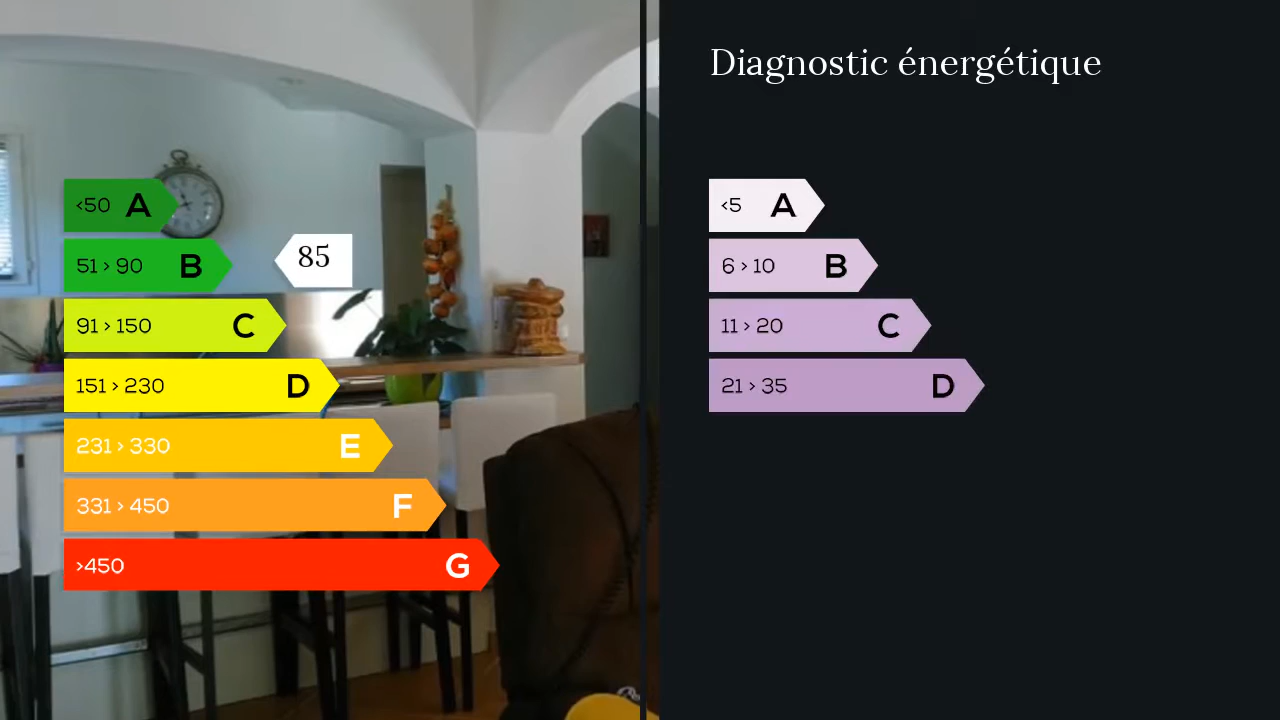 Diagnostic énergétique
<50 A
51 > 90 B
85
91 > 150 C
151 > 230 D
231 > 330 E
331 > 450 F
>450 G
<5 A
6 > 10 B
11 > 20 C
21 > 35 D